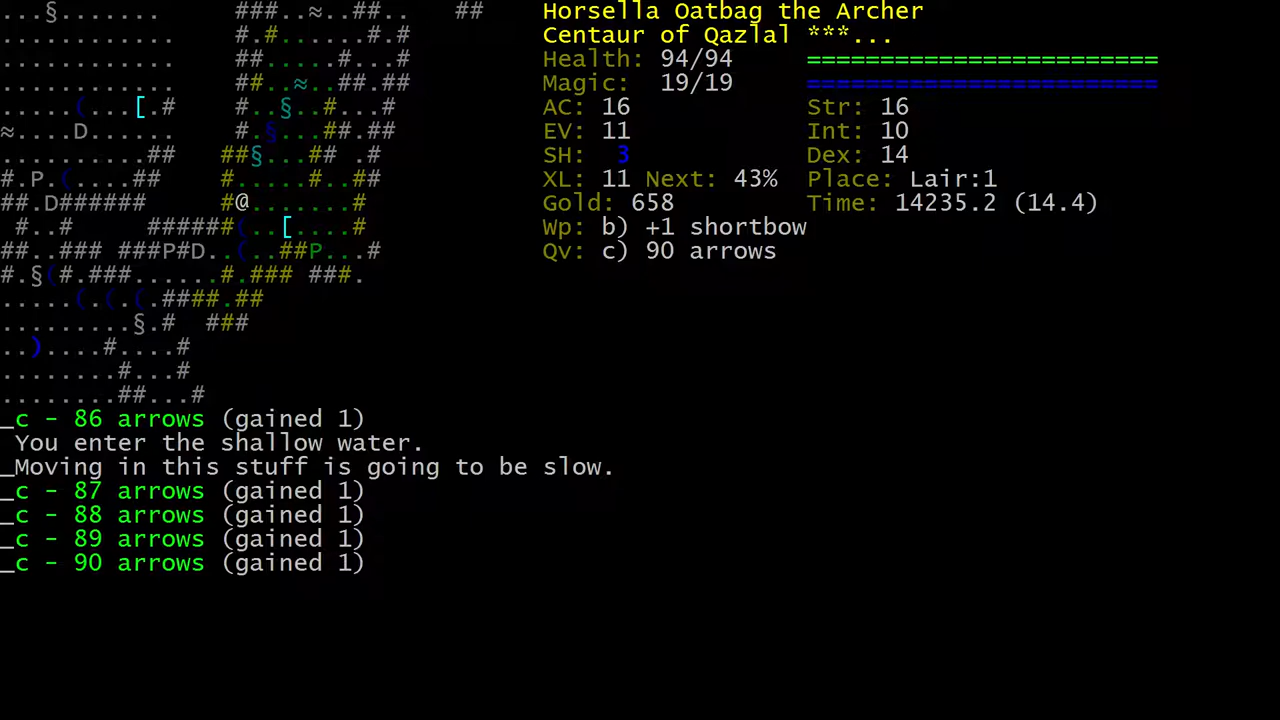 Horsella Oatbag the Archer
Centaur of Qazlal ***...
Health: 94/94
Magic: 19/19
AC: 16 Str: 16
EV: 11 Int: 10
SH: 3 Dex: 14
XL: 11 Next: 43% Place: Lair:1
Gold: 658 Time: 14235.2 (14.4)
Wp: b) +1 shortbow
Qv: c) 90 arrows
_c - 86 arrows (gained 1)
You enter the shallow water.
_Moving in this stuff is going to be slow.
_c - 87 arrows (gained 1)
_c - 88 arrows (gained 1)
_c - 89 arrows (gained 1)
_c - 90 arrows (gained 1)